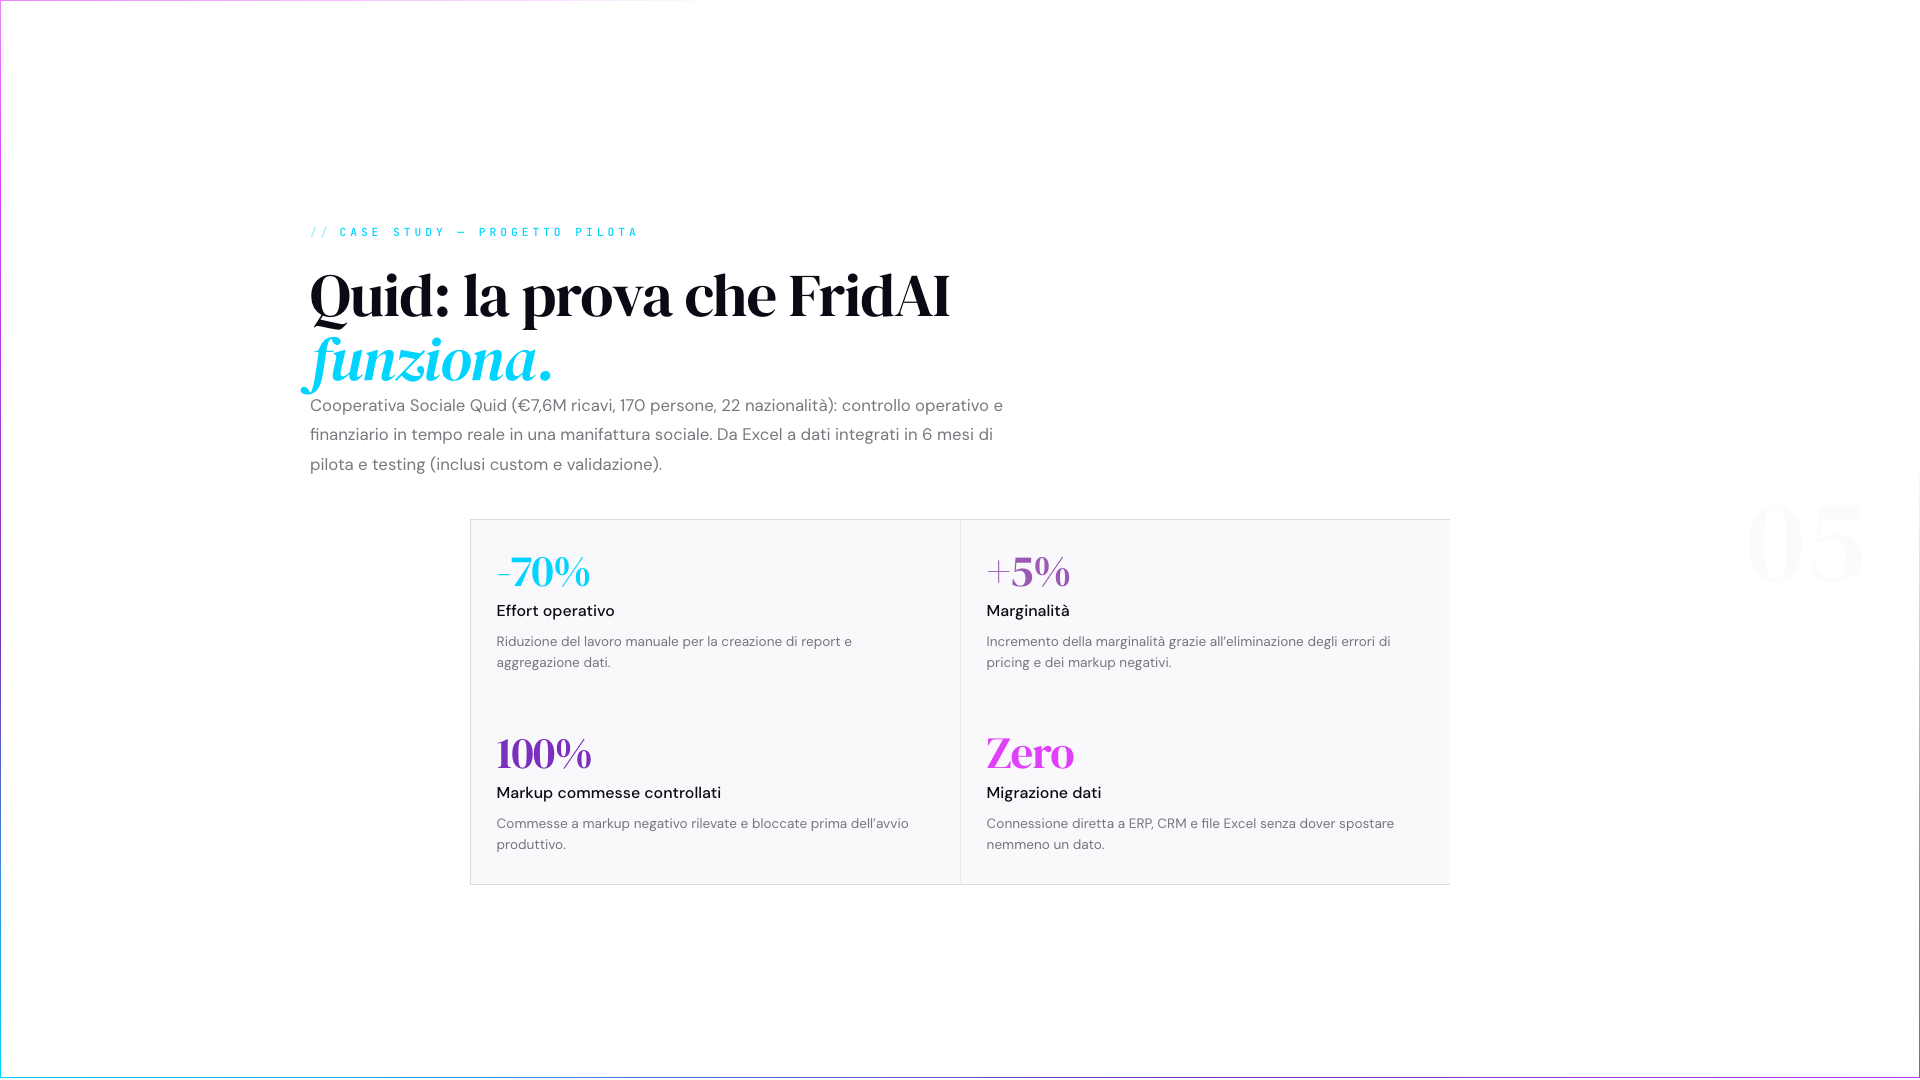 // CASE STUDY — PROGETTO PILOTA
Quid: la prova che FridAI
funziona.
Cooperativa Sociale Quid (€7,6M ricavi, 170 persone, 22 nazionalità): controllo operativo e
finanziario in tempo reale in una manifattura sociale. Da Excel a dati integrati in 6 mesi di
pilota e testing (inclusi custom e validazione).
05
-70%
Effort operativo
Riduzione del lavoro manuale per la creazione di report e
aggregazione dati.
+5%
Marginalità
Incremento della marginalità grazie all’eliminazione degli errori di
pricing e dei markup negativi.
100%
Markup commesse controllati
Commesse a markup negativo rilevate e bloccate prima dell’avvio
produttivo.
Zero
Migrazione dati
Connessione diretta a ERP, CRM e file Excel senza dover spostare
nemmeno un dato.